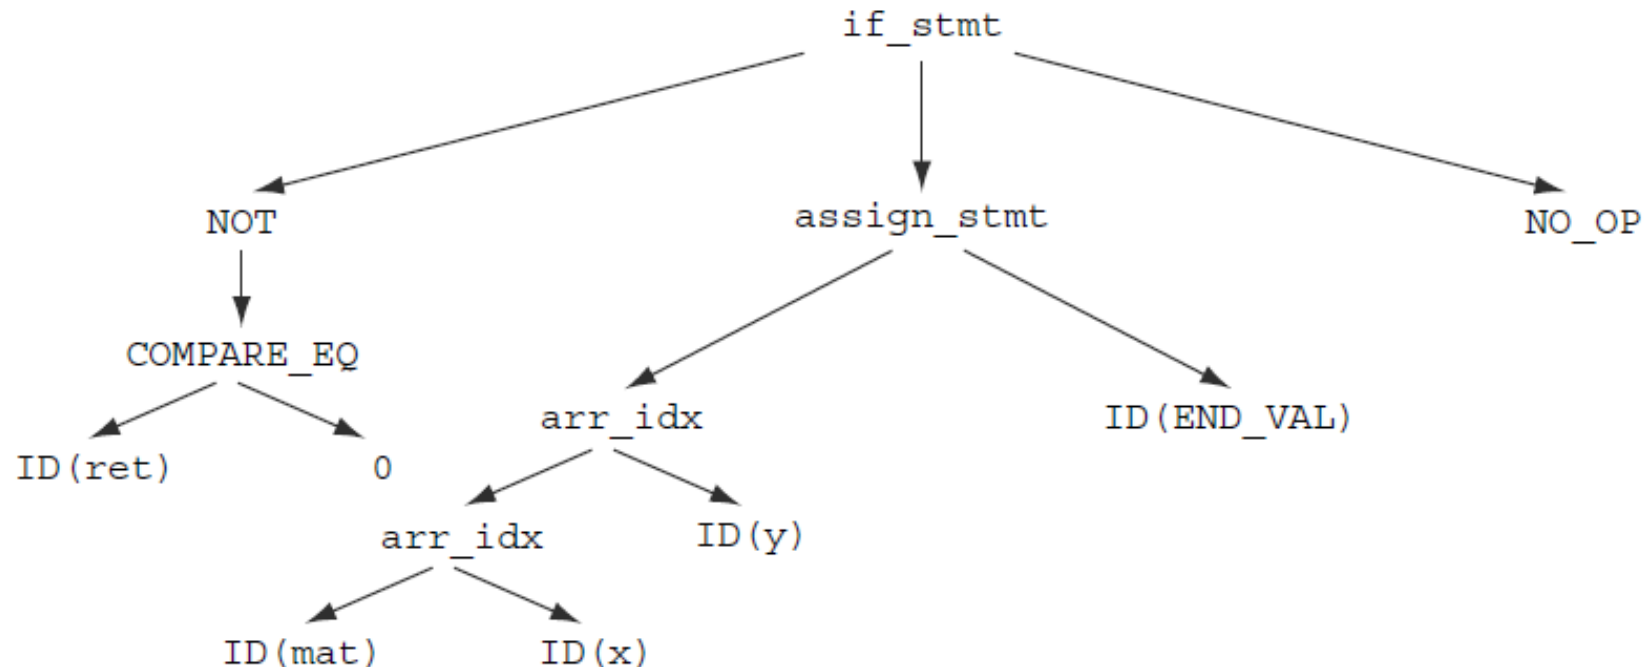 if_stmt
NOT
assign_stmt
NO_OP
COMPARE_EQ
arr_idx
ID(END_VAL)
ID(ret)
0
arr_idx
ID(y)
ID(mat)
ID(x)